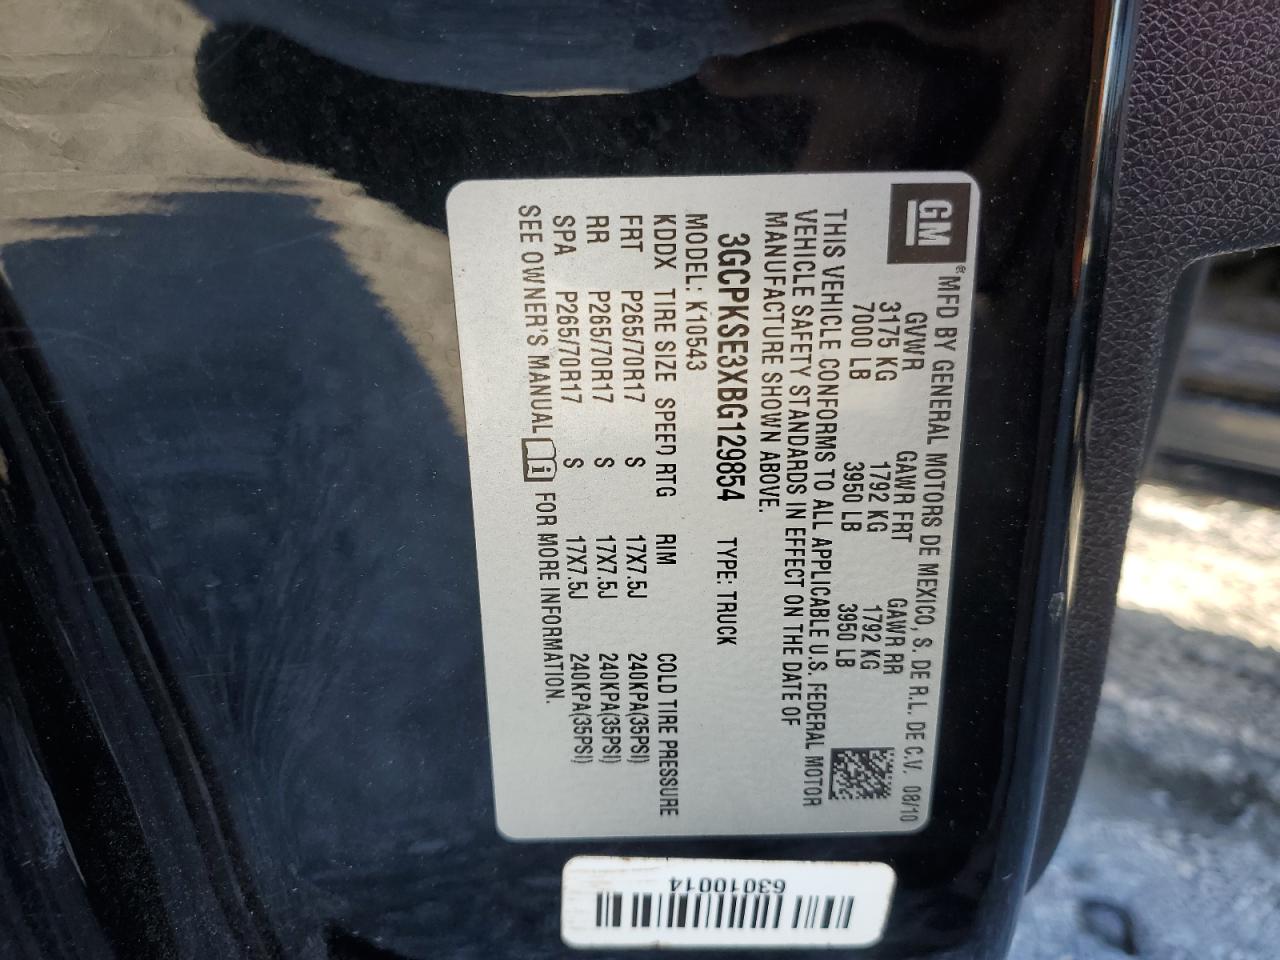 GM® MFD BY GENERAL MOTORS DE MEXICO, S. DE R.L. DE C.V. 08/10
GVWR GAWR FRT GAWR RR
3175 KG 1792 KG 1792 KG
7000 LB 3950 LB 3950 LB
THIS VEHICLE CONFORMS TO ALL APPLICABLE U.S. FEDERAL MOTOR
VEHICLE SAFETY STANDARDS IN EFFECT ON THE DATE OF
MANUFACTURE SHOWN ABOVE.
3GCPKSE3XBG129854 TYPE: TRUCK
MODEL: K10543
KDDX TIRE SIZE SPEED RTG RIM COLD TIRE PRESSURE
FRT P265/70R17 S 17X7.5J 240KPA(35PSI)
RR P265/70R17 S 17X7.5J 240KPA(35PSI)
SPA P265/70R17 S 17X7.5J 240KPA(35PSI)
SEE OWNER'S MANUAL FOR MORE INFORMATION.
63010014